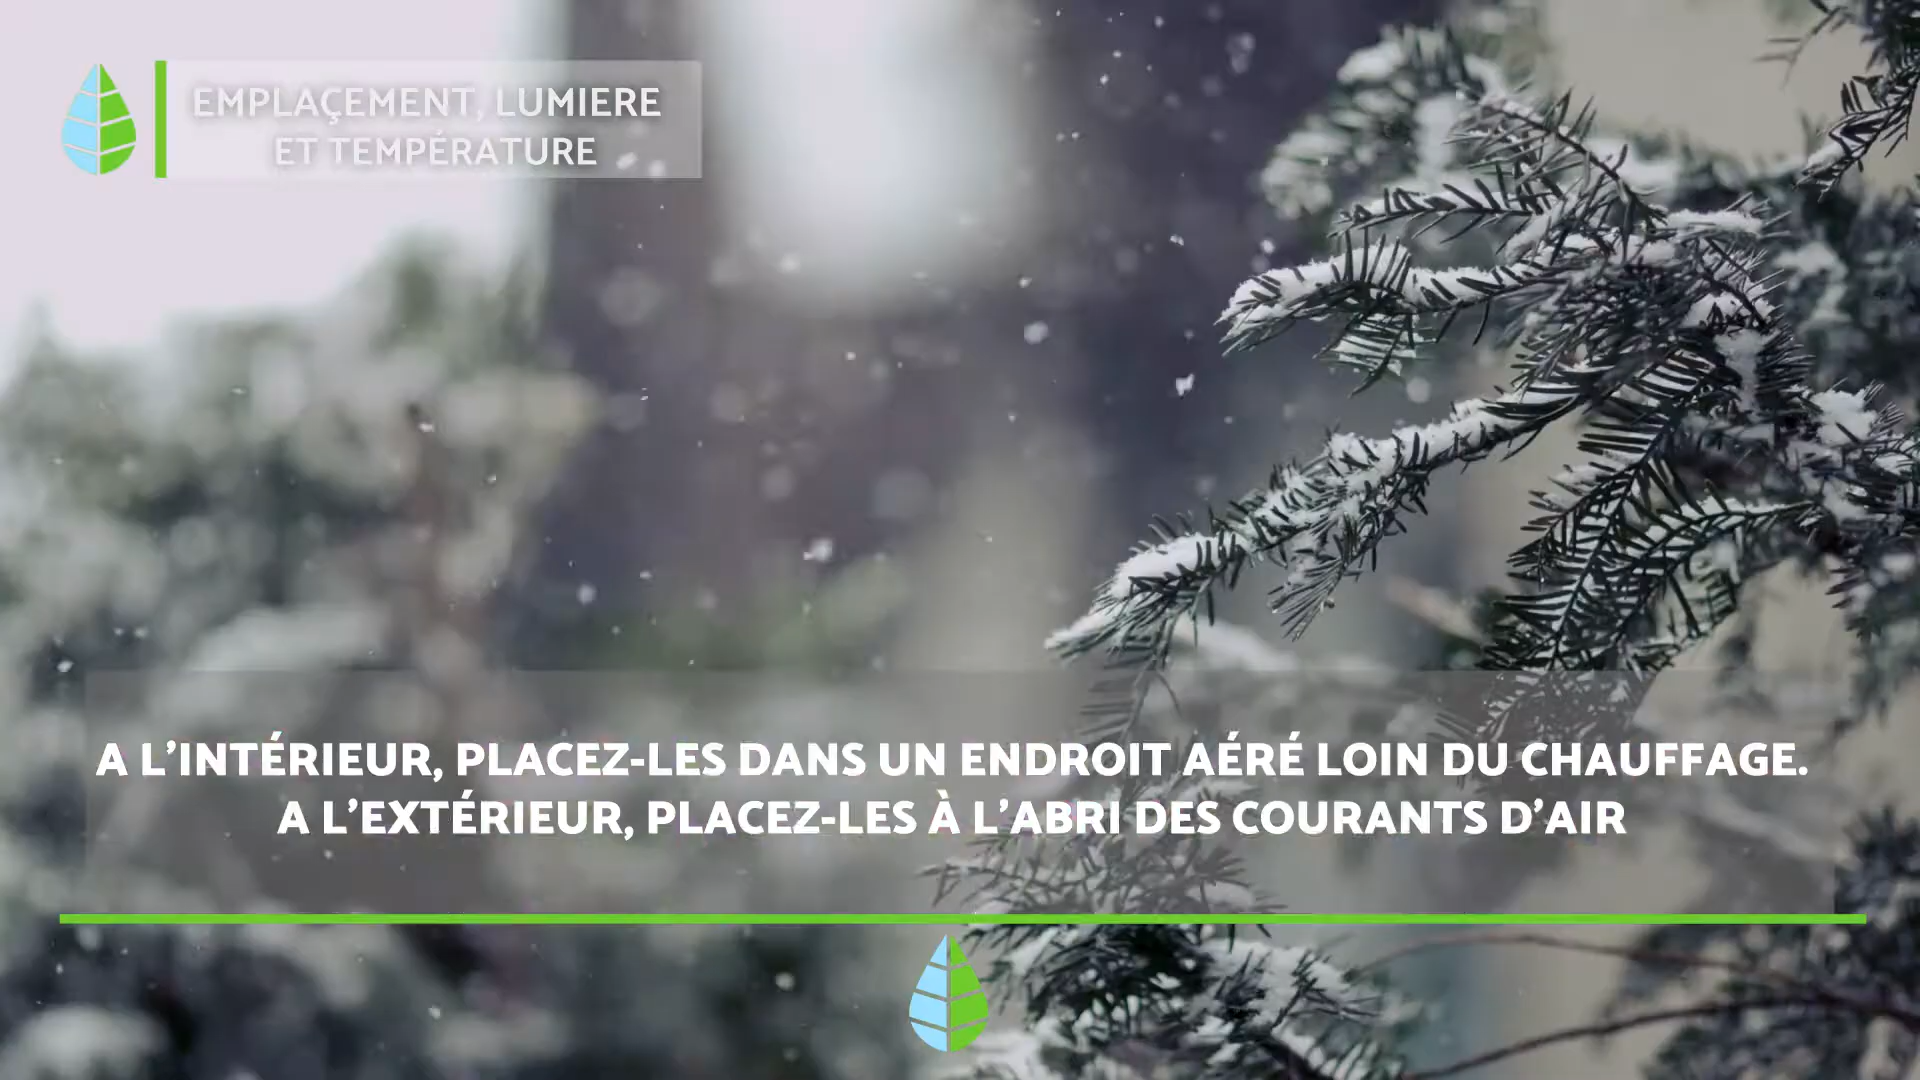 EMPLAÇEMENT, LUMIERE
ET TEMPÉRATURE
A L’INTÉRIEUR, PLACEZ-LES DANS UN ENDROIT AÉRÉ LOIN DU CHAUFFAGE.
A L’EXTÉRIEUR, PLACEZ-LES À L’ABRI DES COURANTS D’AIR